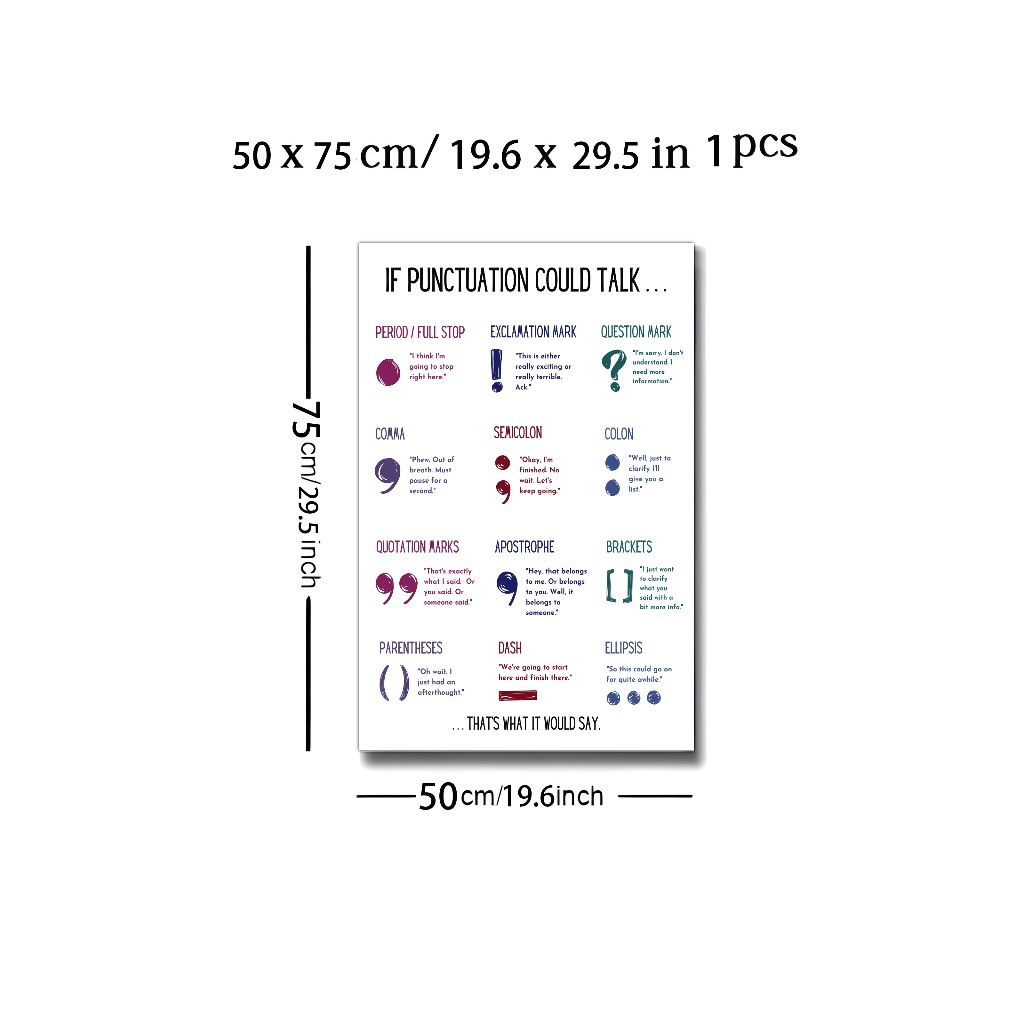 50 x 75 cm/ 19.6 x 29.5 in 1 pcs
75cm/29.5 inch
IF PUNCTUATION COULD TALK ...
PERIOD / FULL STOP
"I think I'm
going to stop
right here."
EXCLAMATION MARK
"This is either
really exciting or
really terrible.
Ack"
QUESTION MARK
"I'm sorry, I don't
understand. I
need more
information."
COMMA
"Phew. Out of
breath. Must
pause for a
second."
SEMICOLON
"Okay, I'm
finished. No
wait. Let's
keep going."
COLON
"Well, just to
clarify I'll
give you a
list."
QUOTATION MARKS
"That's exactly
what I said. Or
you said. Or
someone said."
APOSTROPHE
"Hey, that belongs
to me. Or belongs
to you. Well, it
belongs to
someone."
BRACKETS
"I just want
to clarify
what you
said with a
bit more info."
PARENTHESES
"Oh wait. I
just had an
afterthought."
DASH
"We're going to start
here and finish there."
ELLIPSIS
"So this could go on
for quite awhile."
... THAT'S WHAT IT WOULD SAY.
50cm/19.6inch